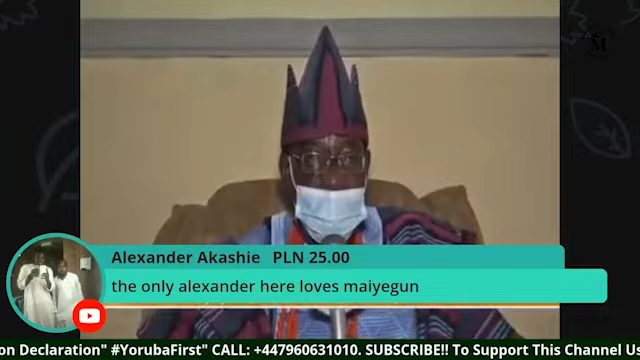 M
Alexander Akashie PLN 25.00
the only alexander here loves maiyegun
on Declaration" #YorubaFirst" CALL: +447960631010. SUBSCRIBE!! To Support This Channel U